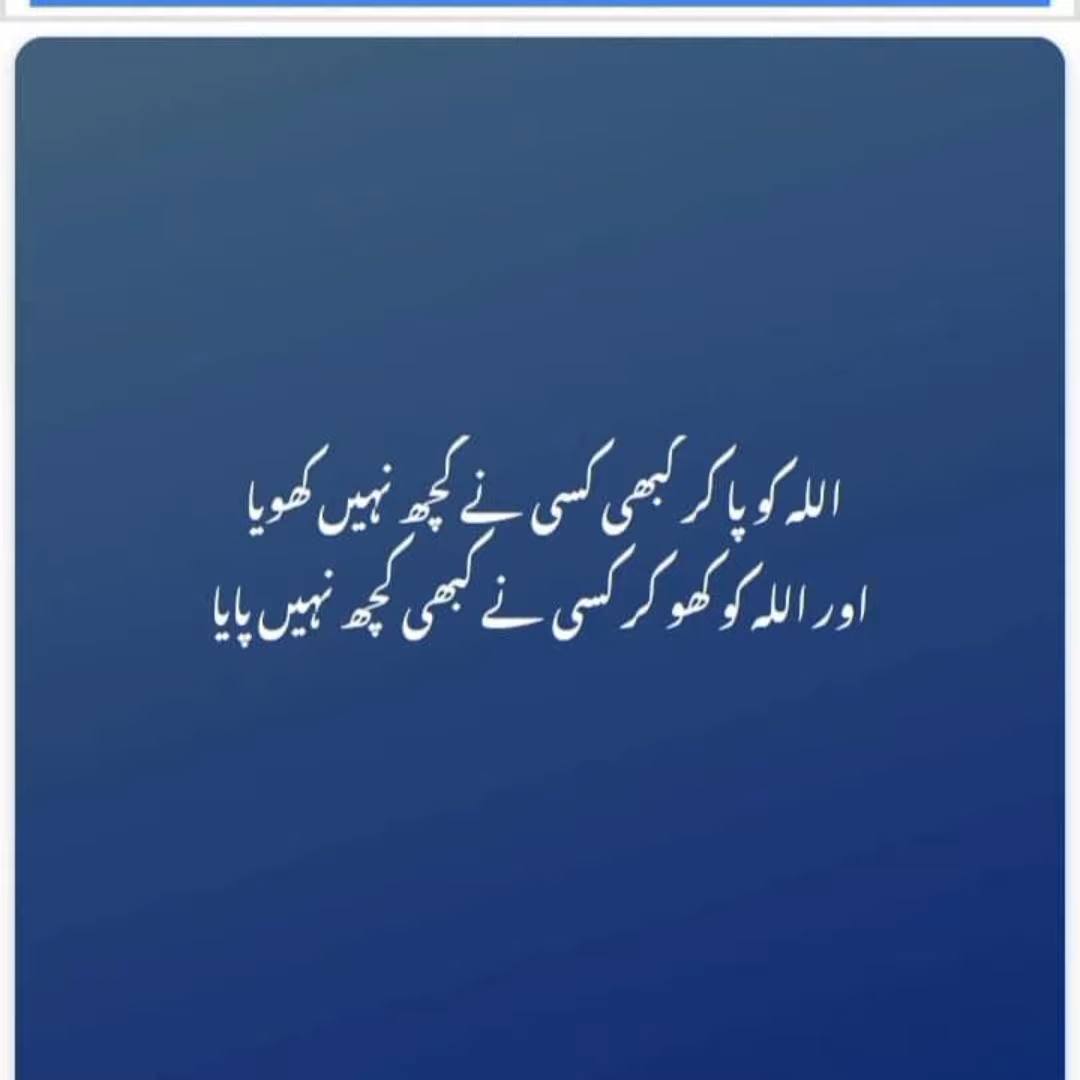 اللہ کو پا کر کبھی کسی نے کچھ نہیں کھویا
اور اللہ کو کھو کر کسی نے کبھی کچھ نہیں پایا